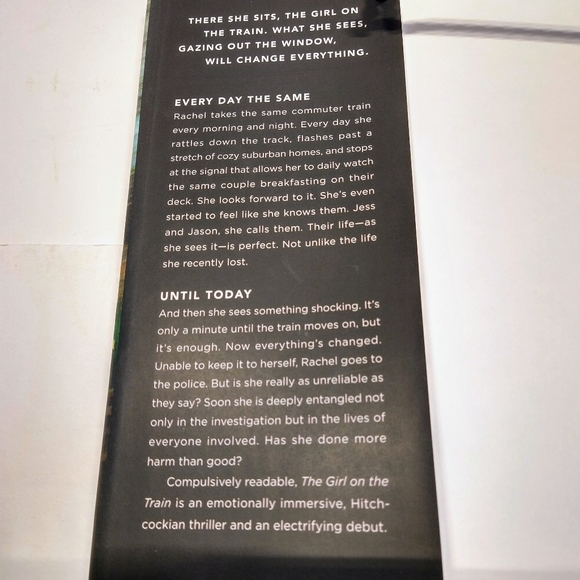 THERE SHE SITS, THE GIRL ON
THE TRAIN. WHAT SHE SEES,
GAZING OUT THE WINDOW,
WILL CHANGE EVERYTHING.
EVERY DAY THE SAME
Rachel takes the same commuter train
every morning and night. Every day she
rattles down the track, flashes past a
stretch of cozy suburban homes, and stops
at the signal that allows her to daily watch
the same couple breakfasting on their
deck. She looks forward to it. She's even
started to feel like she knows them. Jess
and Jason, she calls them. Their life—as
she sees it—is perfect. Not unlike the life
she recently lost.
UNTIL TODAY
And then she sees something shocking. It's
only a minute until the train moves on, but
it's enough. Now everything's changed.
Unable to keep it to herself, Rachel goes to
the police. But is she really as unreliable as
they say? Soon she is deeply entangled not
only in the investigation but in the lives of
everyone involved. Has she done more
harm than good?
Compulsively readable, The Girl on the
Train is an emotionally immersive, Hitch-
cockian thriller and an electrifying debut.